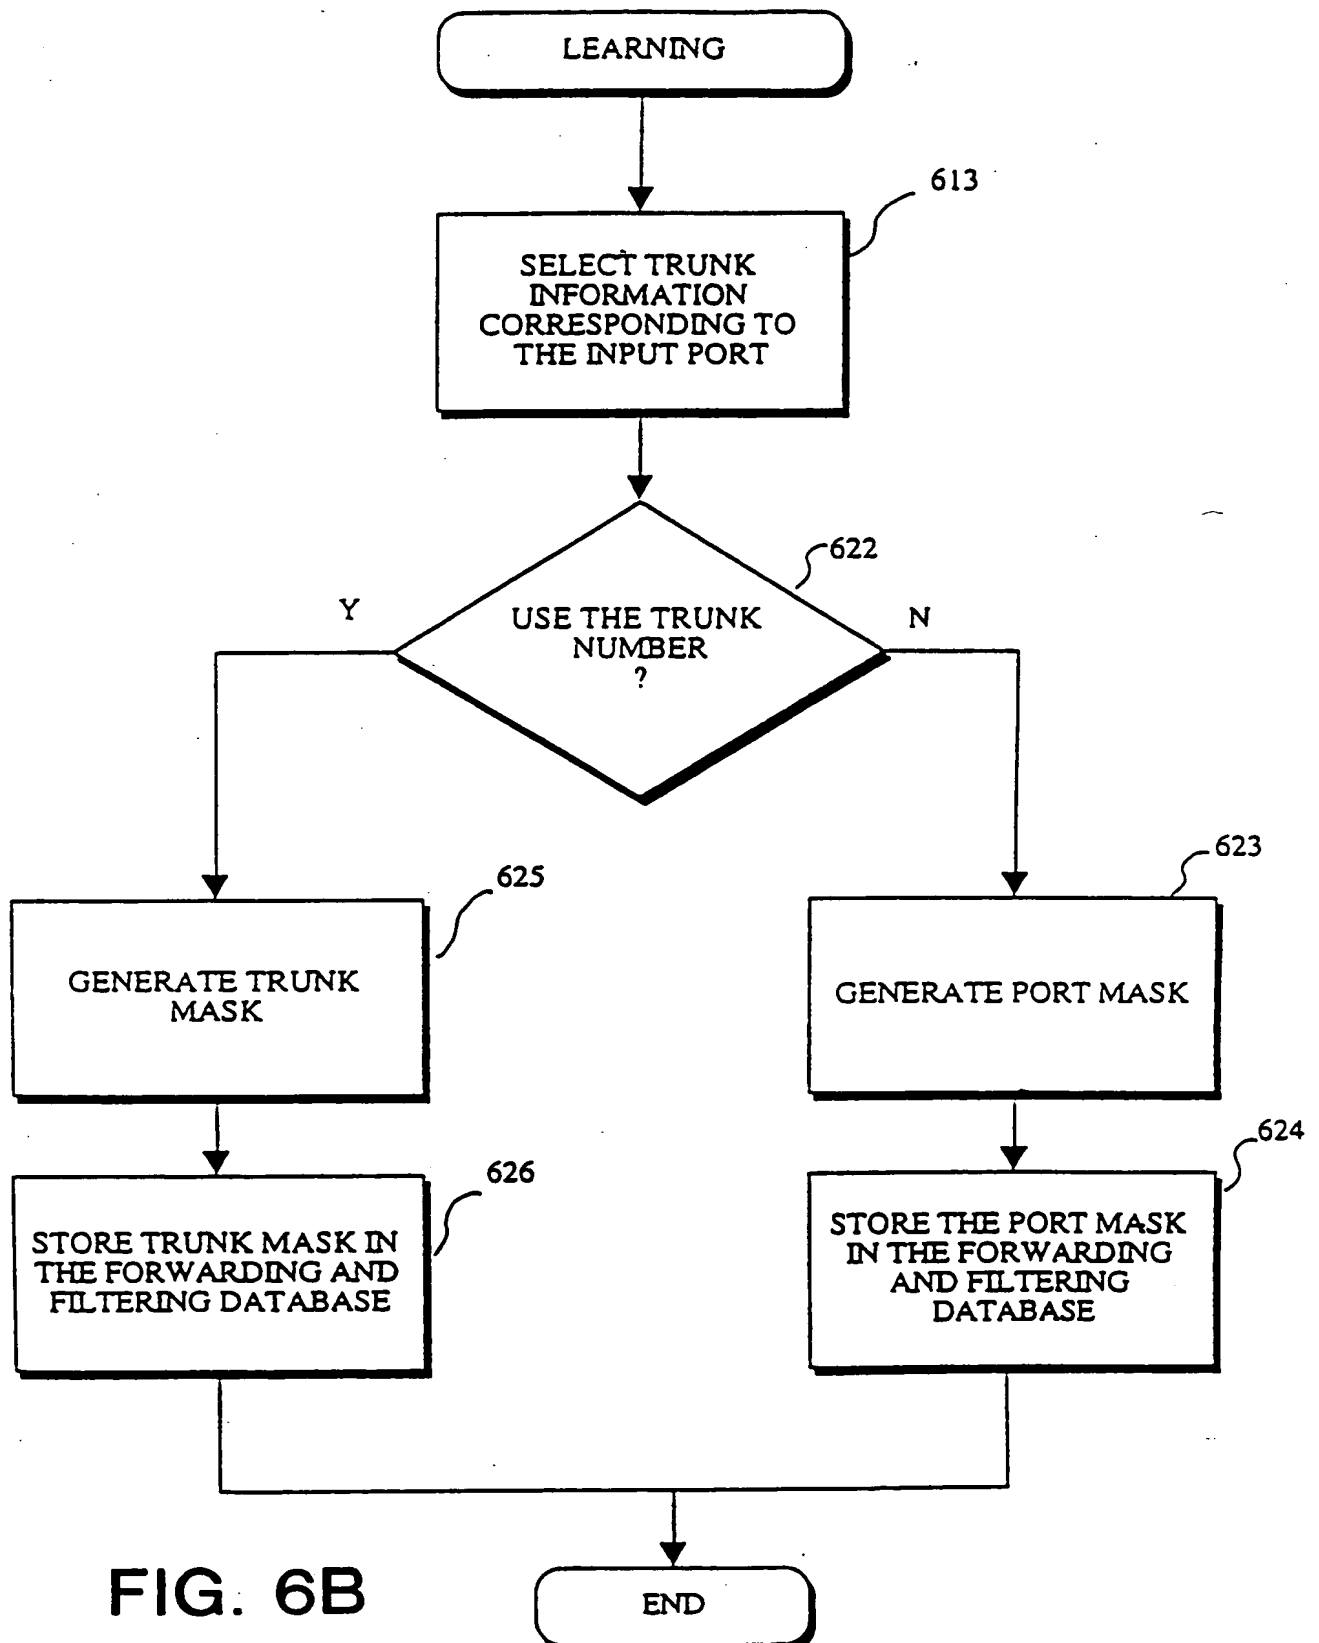 LEARNING
613
SELECT TRUNK
INFORMATION
CORRESPONDING TO
THE INPUT PORT
622
Y
USE THE TRUNK
NUMBER
?
N
625
623
GENERATE TRUNK
MASK
GENERATE PORT MASK
626
624
STORE TRUNK MASK IN
THE FORWARDING AND
FILTERING DATABASE
STORE THE PORT MASK
IN THE FORWARDING
AND FILTERING
DATABASE
FIG. 6B
END